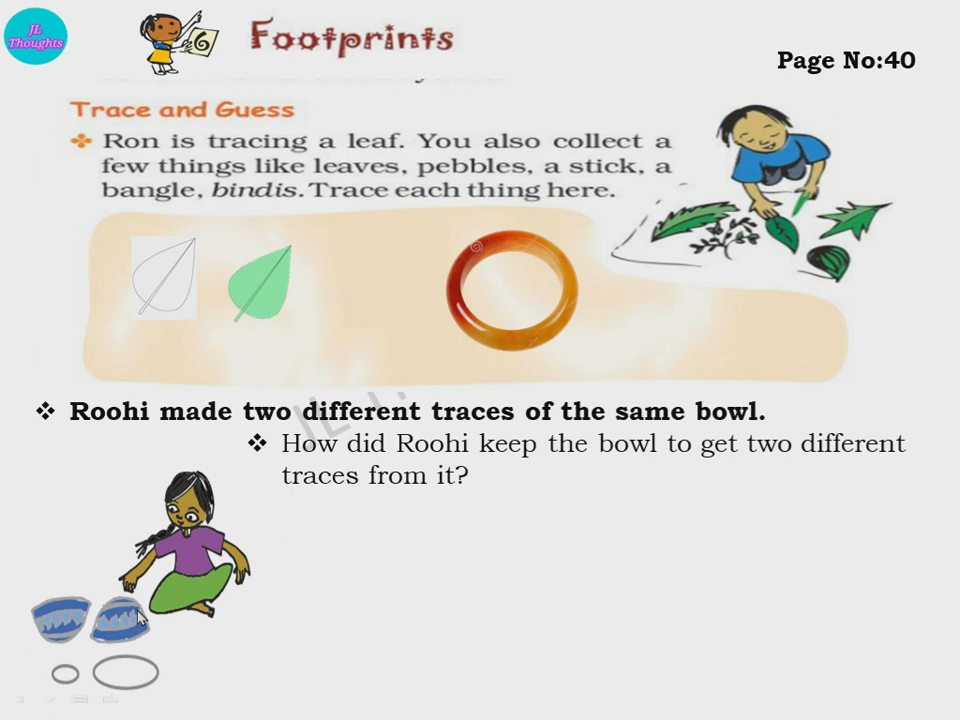 JL
Thoughts
6
Footprints
Page No:40
Trace and Guess
Ron is tracing a leaf. You also collect a
few things like leaves, pebbles, a stick, a
bangle, bindis. Trace each thing here.
❖ Roohi made two different traces of the same bowl.
❖ How did Roohi keep the bowl to get two different
traces from it?